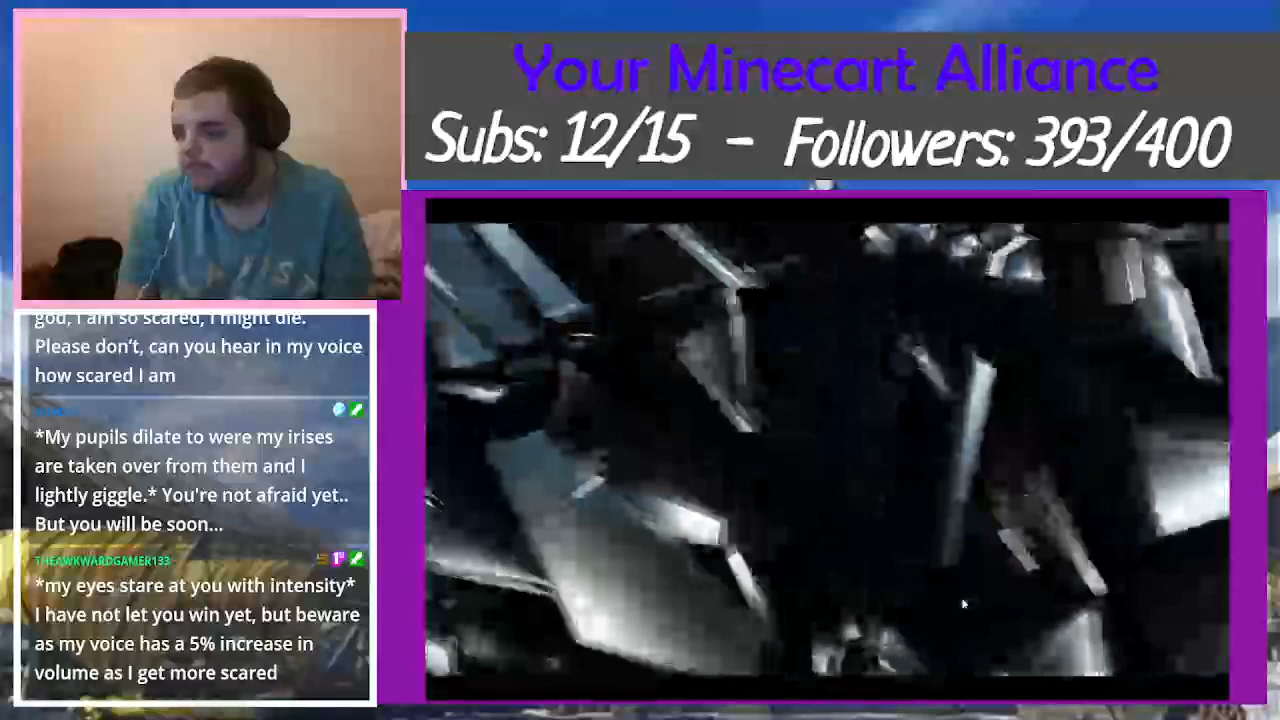 Your Minecart Alliance
Subs: 12/15 - Followers: 393/400
god, I am so scared, I might die.
Please don't, can you hear in my voice
how scared I am
*My pupils dilate to were my irises
are taken over from them and I
lightly giggle.* You're not afraid yet..
But you will be soon...
THEAWKWARDGAMER133
*my eyes stare at you with intensity*
I have not let you win yet, but beware
as my voice has a 5% increase in
volume as I get more scared